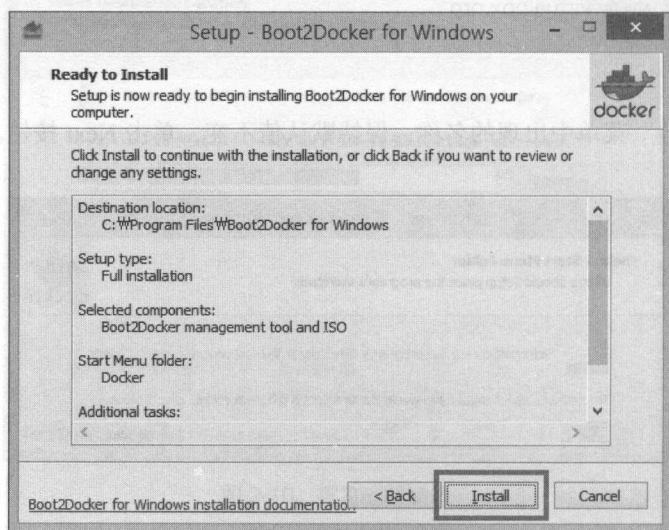 Setup - Boot2Docker for Windows
Ready to Install
Setup is now ready to begin installing Boot2Docker for Windows on your
computer.
docker
Click Install to continue with the installation, or click Back if you want to review or
change any settings.
Destination location:
C:₩Program Files₩Boot2Docker for Windows
Setup type:
Full installation
Selected components:
Boot2Docker management tool and ISO
Start Menu folder:
Docker
Additional tasks:
Boot2Docker for Windows installation documentatio..
< Back
Install
Cancel